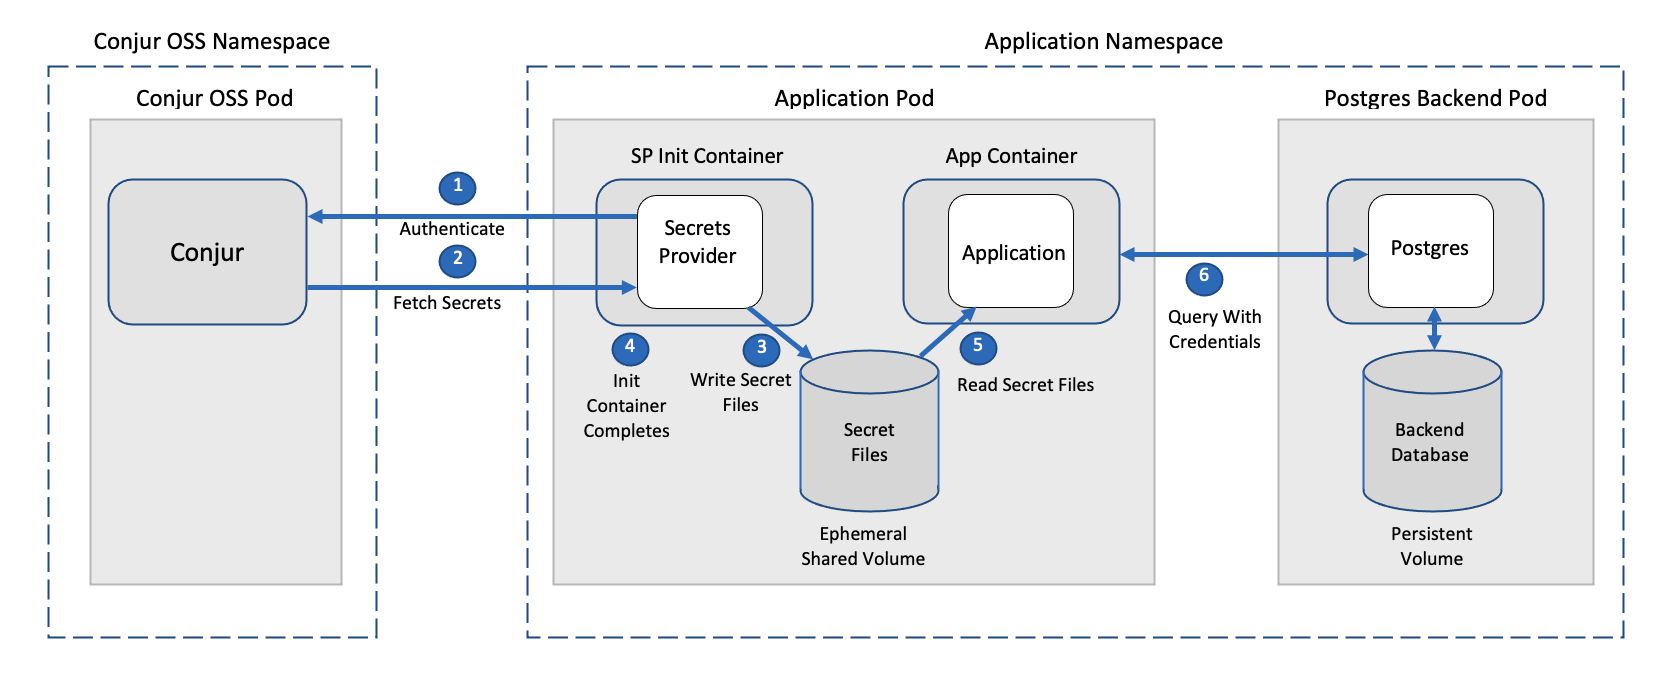 Conjur OSS Namespace
Application Namespace
Conjur OSS Pod
Application Pod
Postgres Backend Pod
SP Init Container
App Container
1
Authenticate
2
Fetch Secrets
Conjur
Secrets
Provider
Application
Postgres
6
Query With
Credentials
4
Init
Container
Completes
3
Write Secret
Files
5
Read Secret Files
Secret
Files
Backend
Database
Ephemeral
Shared Volume
Persistent
Volume